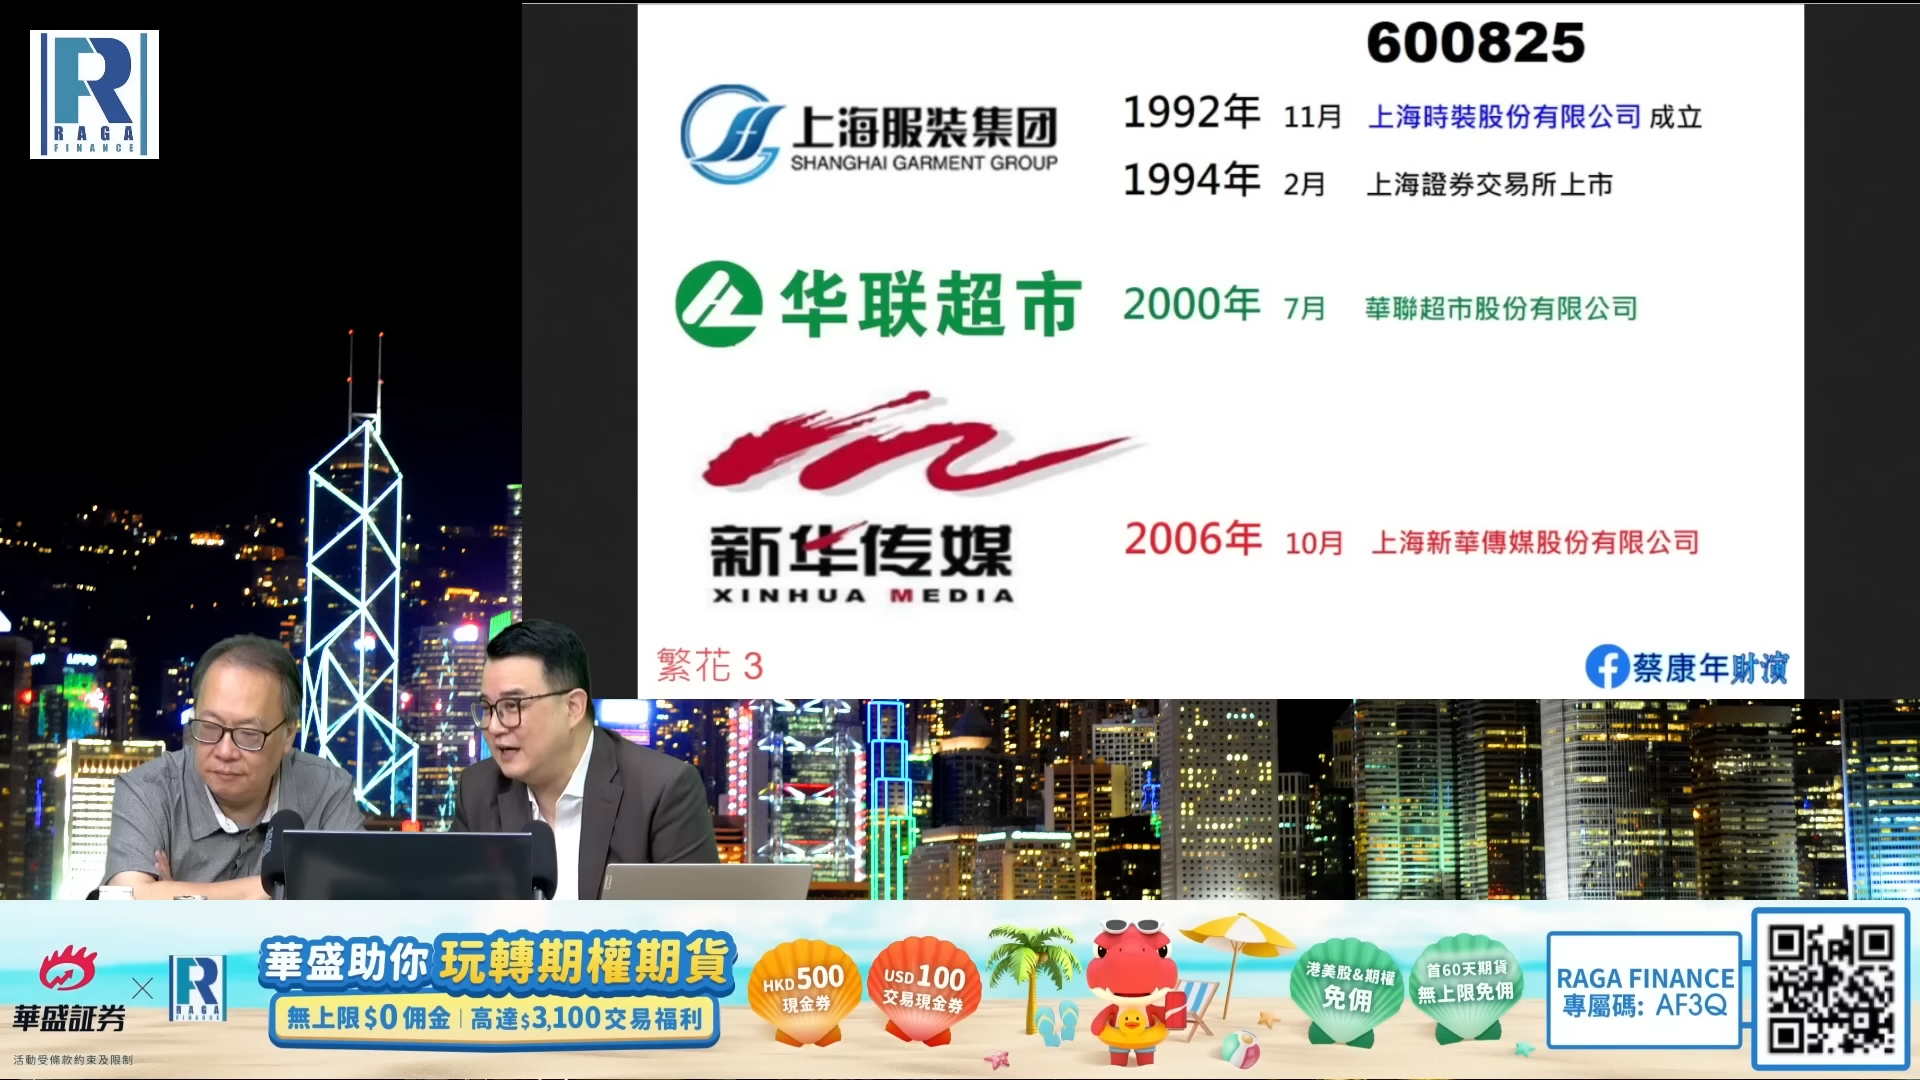 RAGA
FINANCE
600825
上海服装集团
SHANGHAI GARMENT GROUP
1992年 11月 上海時裝股份有限公司 成立
1994年 2月 上海證券交易所上市
华联超市
2000年 7月 華聯超市股份有限公司
新华传媒
XINHUA MEDIA
2006年 10月 上海新華傳媒股份有限公司
繁花 3
蔡康年財演
LIPPO
華盛証券
RAGA
FINANCE
活動受條款約束及限制
華盛助你玩轉期權期貨
無上限$0佣金|高達$3,100交易福利
HKD 500
現金券
USD 100
交易現金券
港美股&期權
免佣
首60天期貨
無上限免佣
RAGA FINANCE
專屬碼: AF3Q